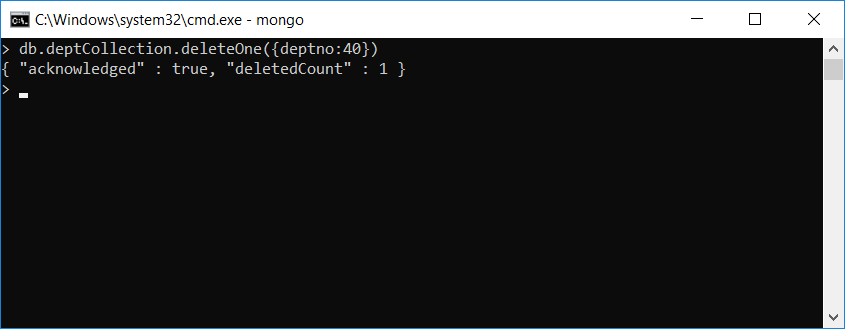 C:\Windows\system32\cmd.exe - mongo
> db.deptCollection.deleteOne({deptno:40})
{ "acknowledged" : true, "deletedCount" : 1 }
>